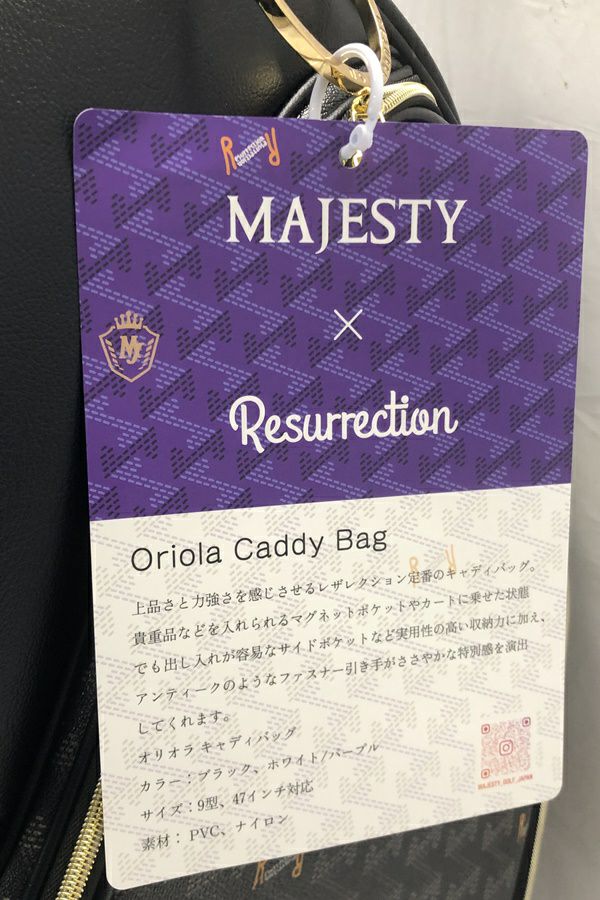 MAJESTY
×
MJ
Resurrection
Oriola Caddy Bag
上品さと力強さを感じさせるレザレクション定番のキャディバッグ。
貴重品などを入れられるマグネットポケットやカートに乗せた状態
でも出し入れが容易なサイドポケットなど実用性の高い収納力に加え、
アンティークのようなファスナー引き手がささやかな特別感を演出
してくれます。
オリオラ キャディバッグ
カラー：ブラック、ホワイト/パープル
サイズ：9型、47インチ対応
素材： PVC、ナイロン
MAJESTY_GOLF_JAPAN